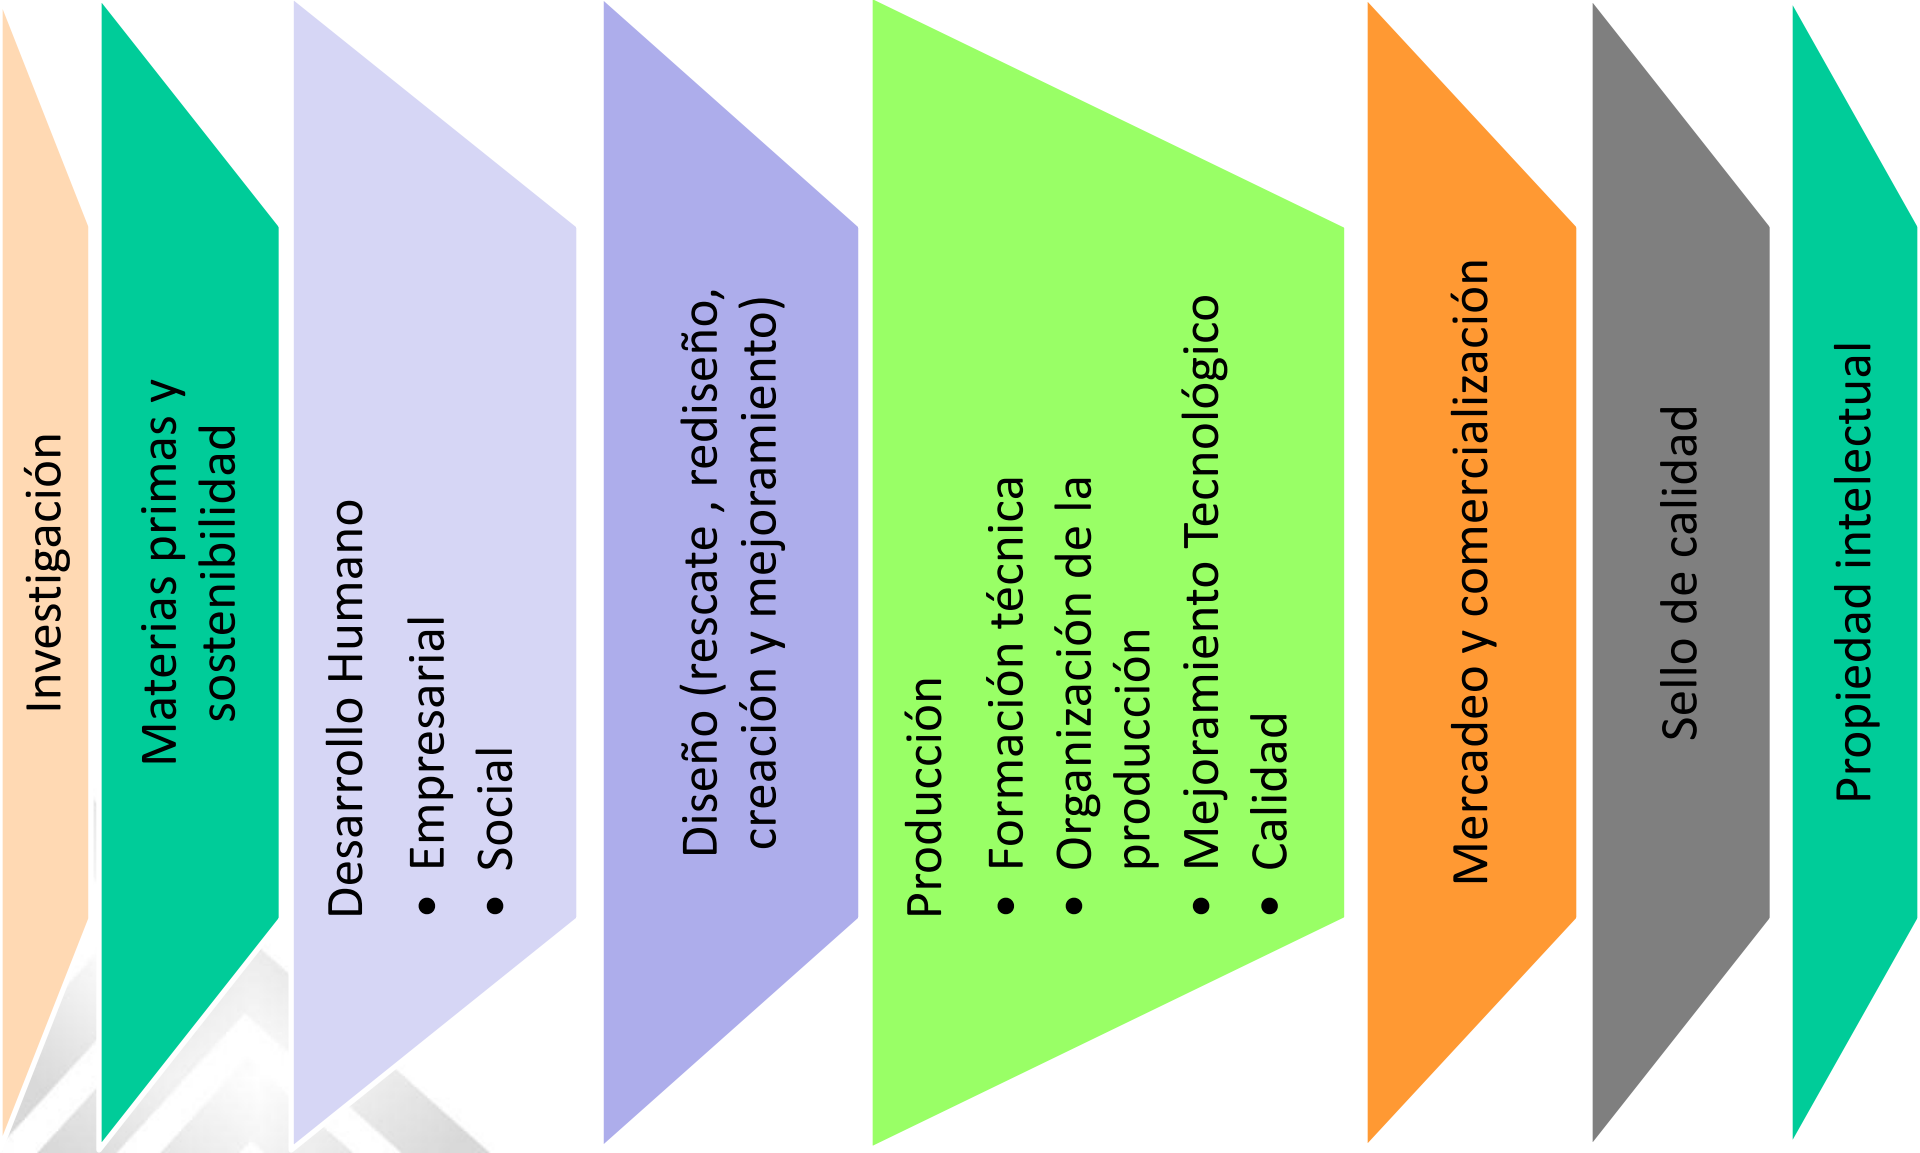 Investigación
Materias primas y
sostenibilidad
Desarrollo Humano
• Empresarial
• Social
Diseño (rescate , rediseño,
creación y mejoramiento)
Producción
• Formación técnica
• Organización de la
producción
• Mejoramiento Tecnológico
• Calidad
Mercadeo y comercialización
Sello de calidad
Propiedad intelectual